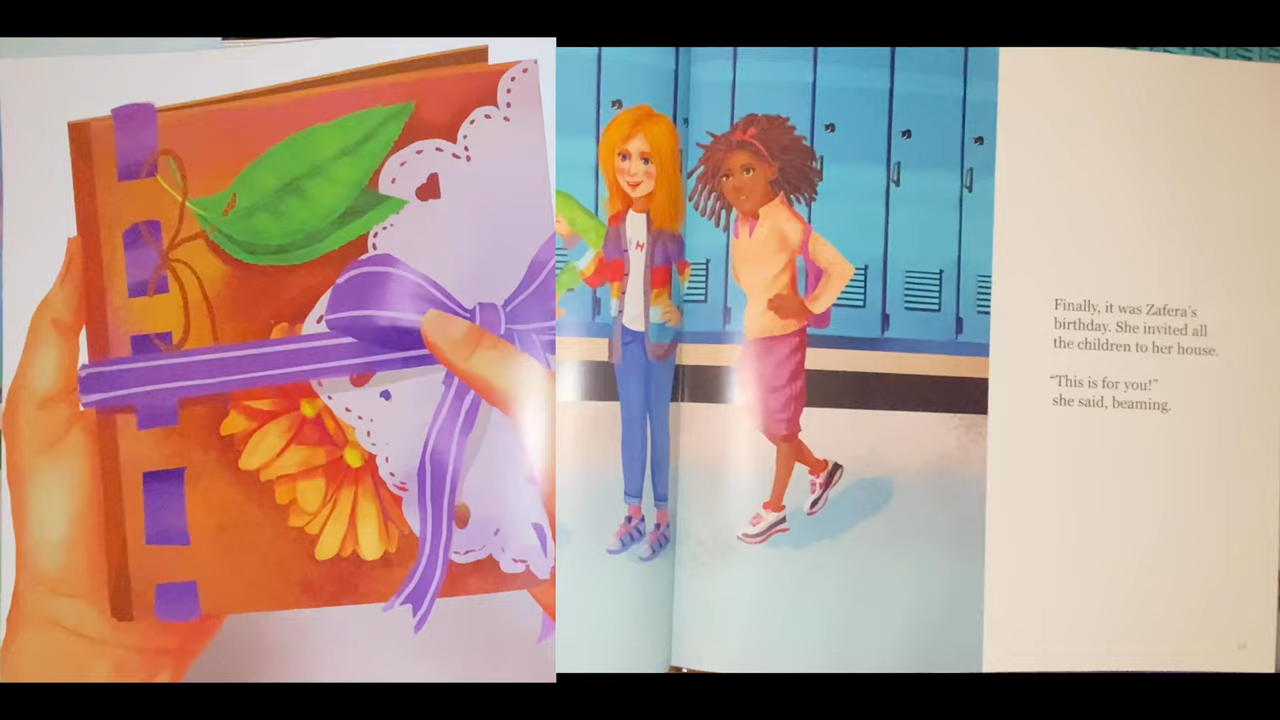 H
Finally, it was Zafera's
birthday. She invited all
the children to her house.
"This is for you!"
she said, beaming.